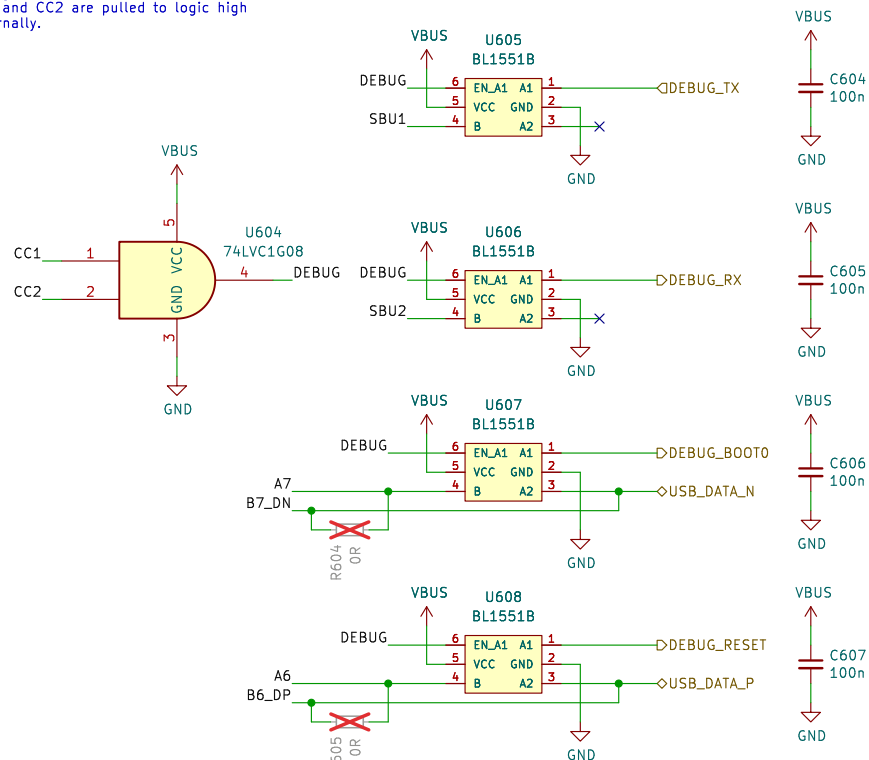 and CC2 are pulled to logic high
rnally.
VBUS
5
U604
74LVC1G08
VCC
GND
CC1
1
CC2
2
4
DEBUG
3
GND
VBUS
U605
BL1551B
DEBUG
6
EN_A1
A1
1
DEBUG_TX
5
VCC
GND
2
SBU1
4
B
A2
3
GND
VBUS
C604
100n
GND
VBUS
U606
BL1551B
DEBUG
6
EN_A1
A1
1
DEBUG_RX
5
VCC
GND
2
SBU2
4
B
A2
3
GND
VBUS
C605
100n
GND
VBUS
U607
BL1551B
DEBUG
6
EN_A1
A1
1
DEBUG_BOOT0
5
VCC
GND
2
A7
4
B
A2
3
USB_DATA_N
B7_DN
R604
0R
GND
VBUS
C606
100n
GND
VBUS
U608
BL1551B
DEBUG
6
EN_A1
A1
1
DEBUG_RESET
5
VCC
GND
2
A6
4
B
A2
3
USB_DATA_P
B6_DP
605
0R
GND
VBUS
C607
100n
GND